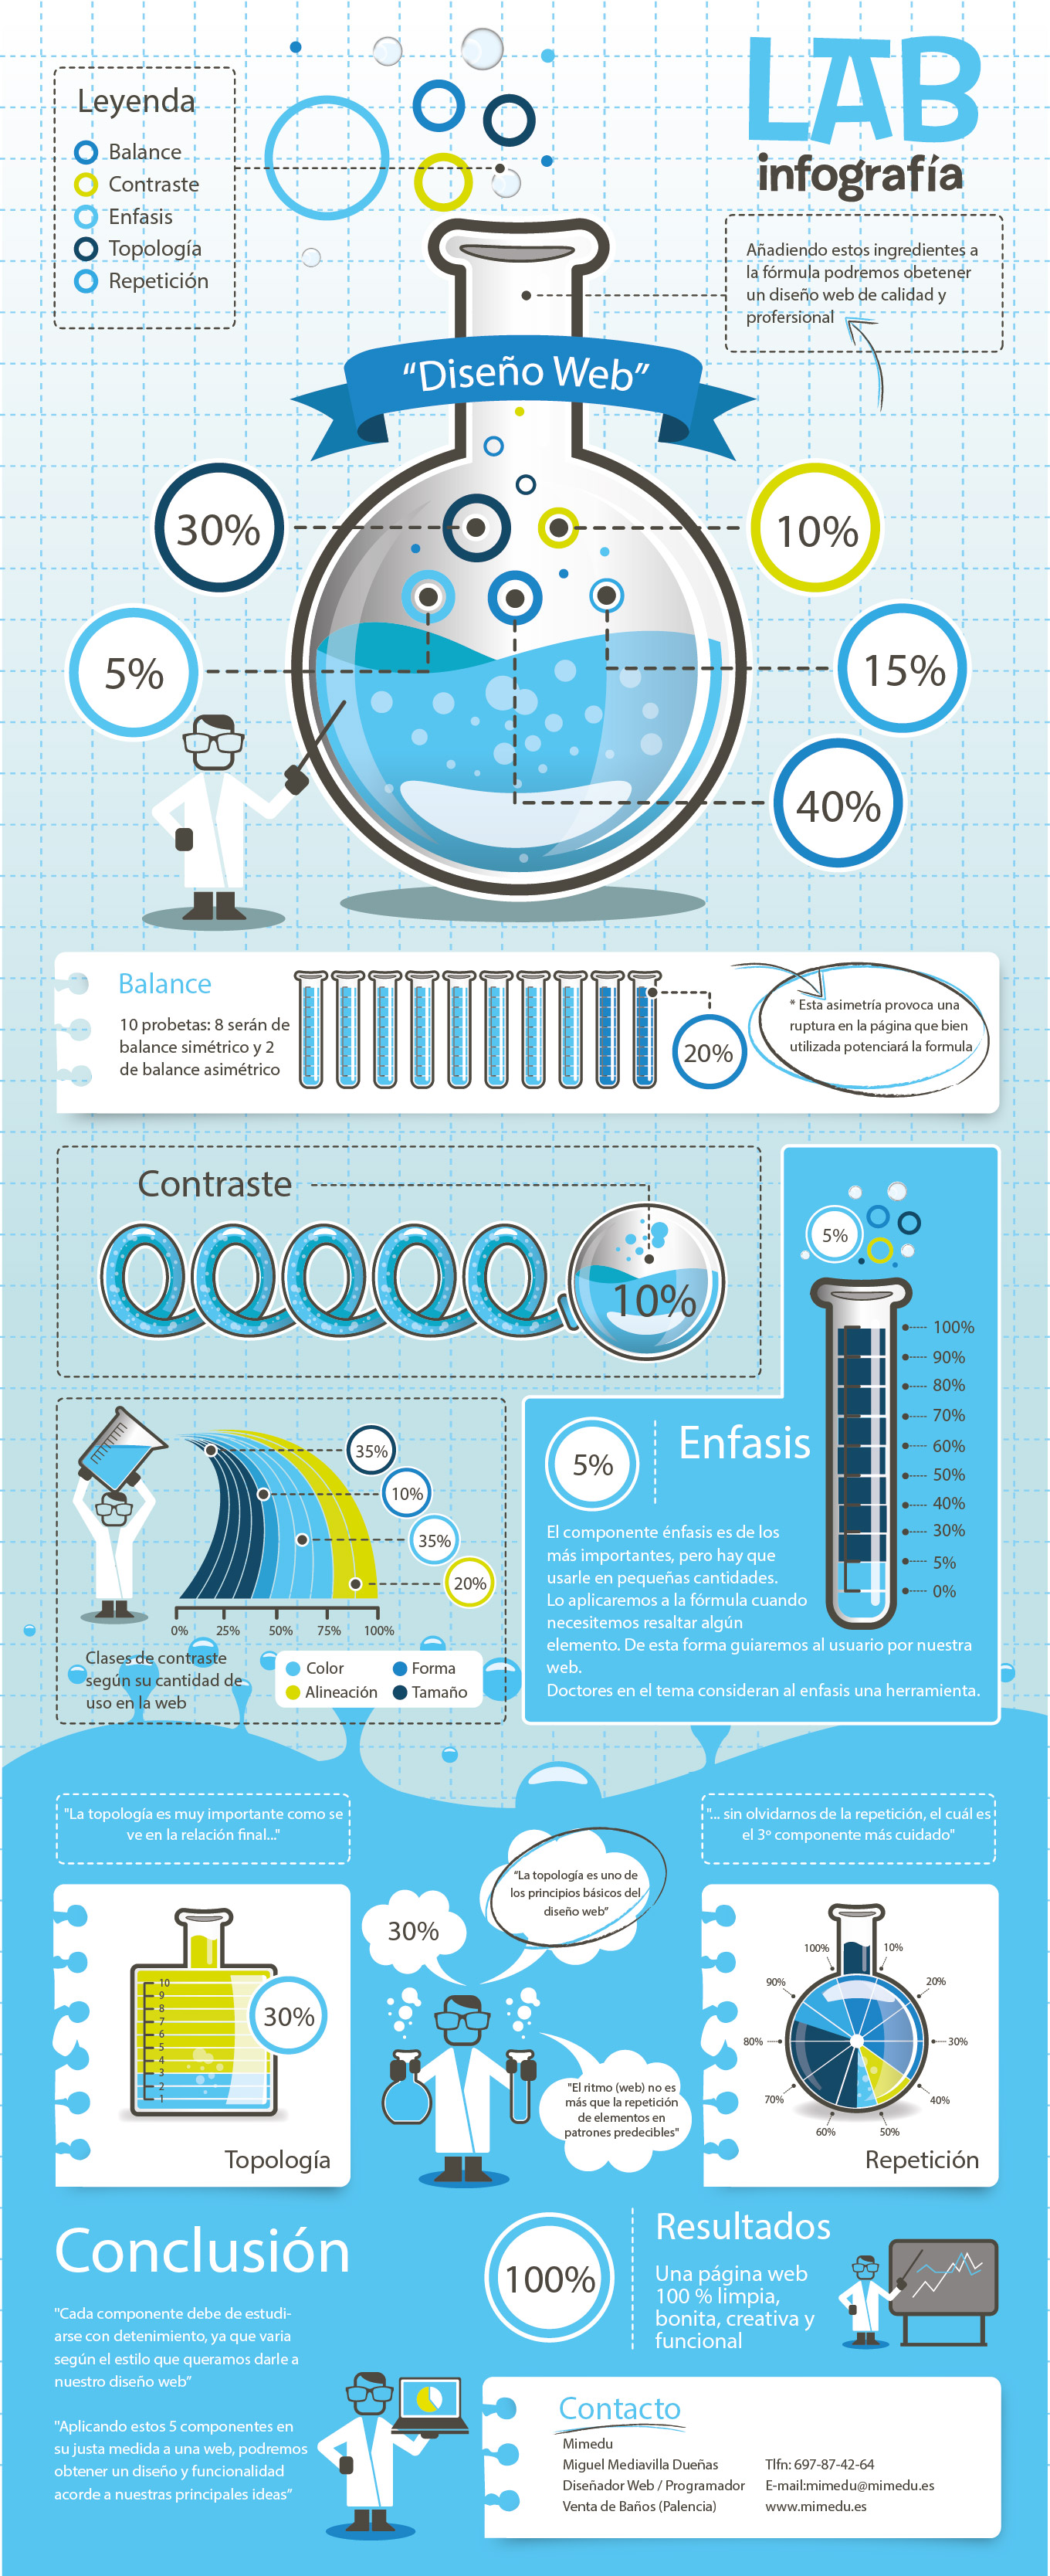 LAB
infografía
Leyenda
Balance
Contraste
Enfasis
Topología
Repetición
Añadiendo estos ingredientes a
la fórmula podremos obetener
un diseño web de calidad y
profersional
“Diseño Web”
30%
10%
5%
15%
40%
Balance
10 probetas: 8 serán de
balance simétrico y 2
de balance asimétrico
20%
* Esta asimetría provoca una
ruptura en la página que bien
utilizada potenciará la formula
Contraste
10%
5%
100%
90%
80%
70%
60%
50%
40%
30%
5%
0%
35%
10%
35%
20%
0% 25% 50% 75% 100%
Clases de contraste
según su cantidad de
uso en la web
Color Forma
Alineación Tamaño
5%
Enfasis
El componente énfasis es de los
más importantes, pero hay que
usarle en pequeñas cantidades.
Lo aplicaremos a la fórmula cuando
necesitemos resaltar algún
elemento. De esta forma guiaremos al usuario por nuestra
web.
Doctores en el tema consideran al enfasis una herramienta.
"La topología es muy importante como se
ve en la relación final..."
10
9
8
7
6
5
4
3
2
1
30%
Topología
30%
“La topología es uno de
los principios básicos del
diseño web”
"El ritmo (web) no es
más que la repetición
de elementos en
patrones predecibles"
"... sin olvidarnos de la repetición, el cuál es
el 3º componente más cuidado"
100%
10%
90%
20%
80%
30%
70%
40%
60%
50%
Repetición
Conclusión
"Cada componente debe de estudi-
arse con detenimiento, ya que varia
según el estilo que queramos darle a
nuestro diseño web”
"Aplicando estos 5 componentes en
su justa medida a una web, podremos
obtener un diseño y funcionalidad
acorde a nuestras principales ideas”
100%
Resultados
Una página web
100 % limpia,
bonita, creativa y
funcional
Contacto
Mimedu
Miguel Mediavilla Dueñas
Diseñador Web / Programador
Venta de Baños (Palencia)
Tlfn: 697-87-42-64
E-mail:mimedu@mimedu.es
www.mimedu.es